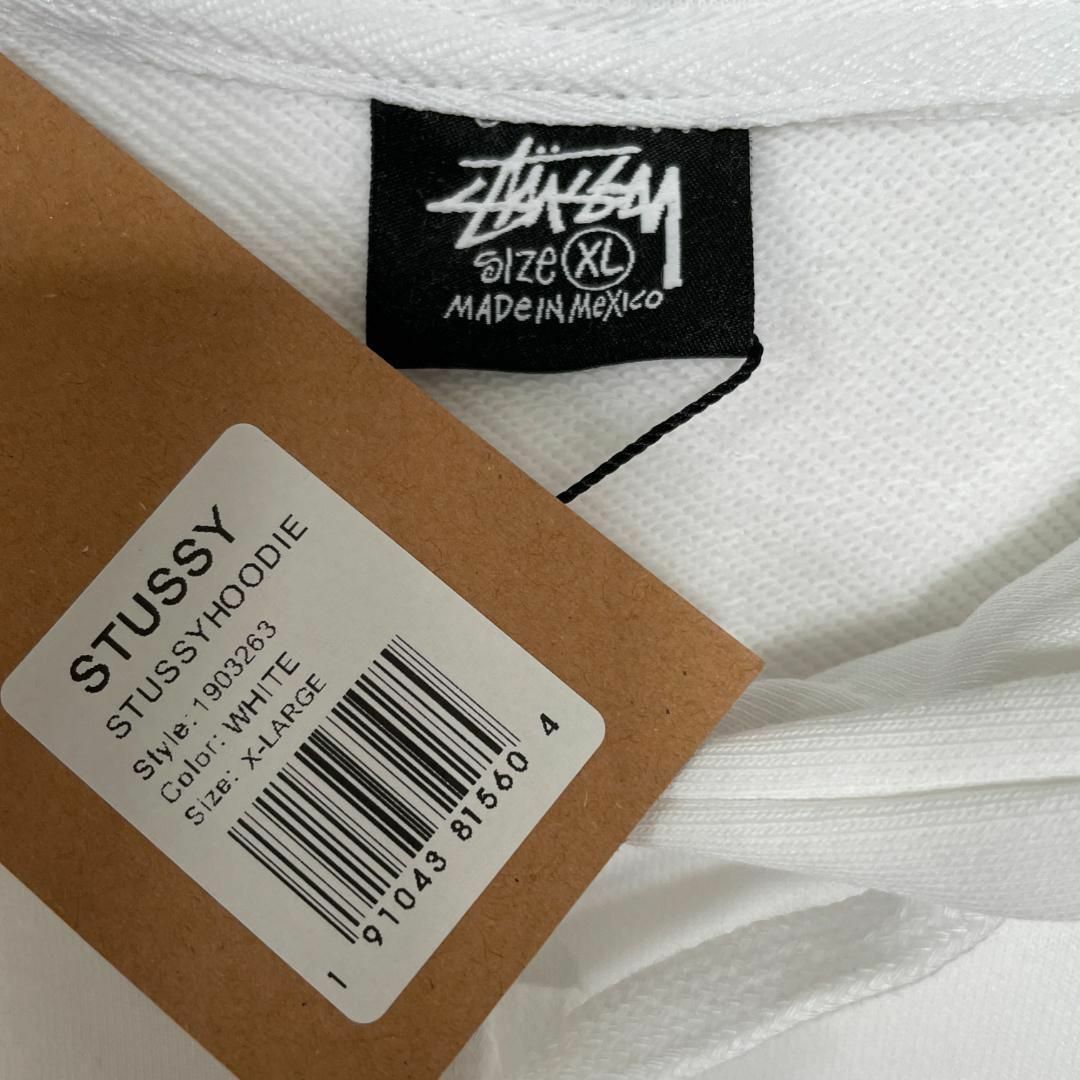 STÜSSY
SIZE XL
MADE IN MEXICO
STUSSY
STUSSYHOODIE
Style: 1903263
Color: WHITE
Size: X-LARGE
1 91043 81560 4